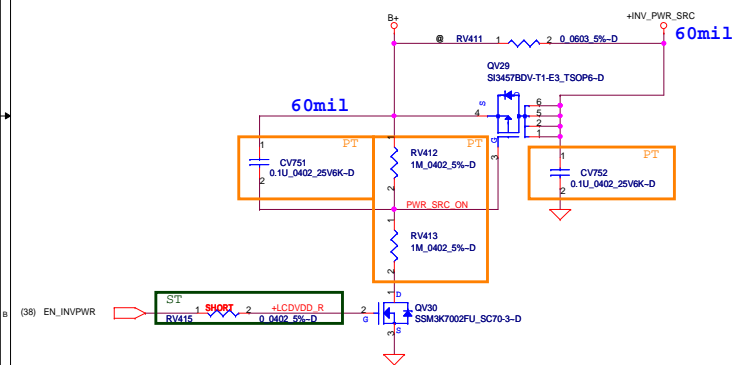 B+
+INV_PWR_SRC
@ RV411 1 2 0_0603_5%~D
60mil
QV29
SI3457BDV-T1-E3_TSOP6~D
60mil
S
4
6
5
2
1
D
G
3
PT
1
CV751
0.1U_0402_25V6K~D
2
PT
1
RV412
1M_0402_5%~D
2
PWR_SRC_ON
1
RV413
1M_0402_5%~D
2
PT
1
CV752
0.1U_0402_25V6K~D
2
B
(38) EN_INVPWR
ST
1 SHORT 2 +LCDVDD_R
RV415 0_0402_5%~D
1
D
2
G
QV30
SSM3K7002FU_SC70-3~D
3
S